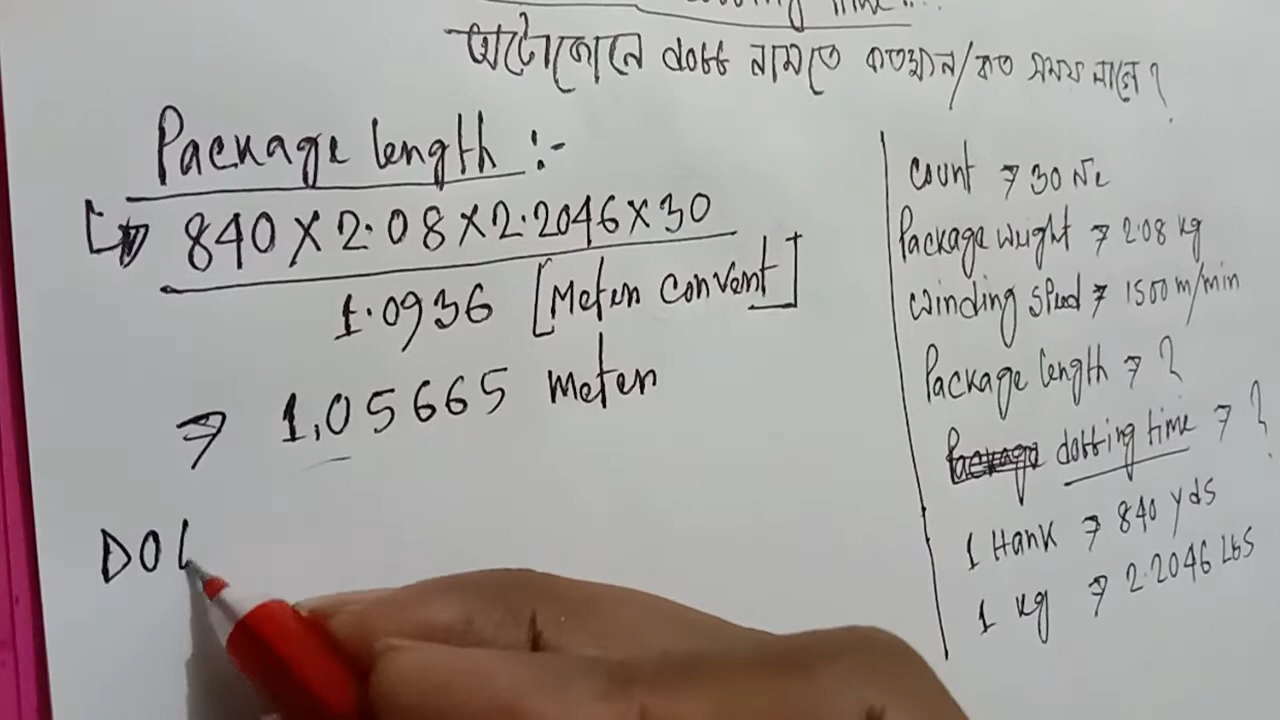 অটোকোনে doff নামতে কতক্ষন/কত সময় লাগে?
Package length :-
840 X 2.08 X 2.2046 X 30
1.0936 [Meter convert]
⇒ 1,05665 meter
DOf
count ⇒ 30 Ne
Package weight ⇒ 2.08 kg
winding speed ⇒ 1500 m/min
Package length ⇒ ?
doffing time ⇒ ?
1 Hank ⇒ 840 yds
1 kg ⇒ 2.2046 Lbs